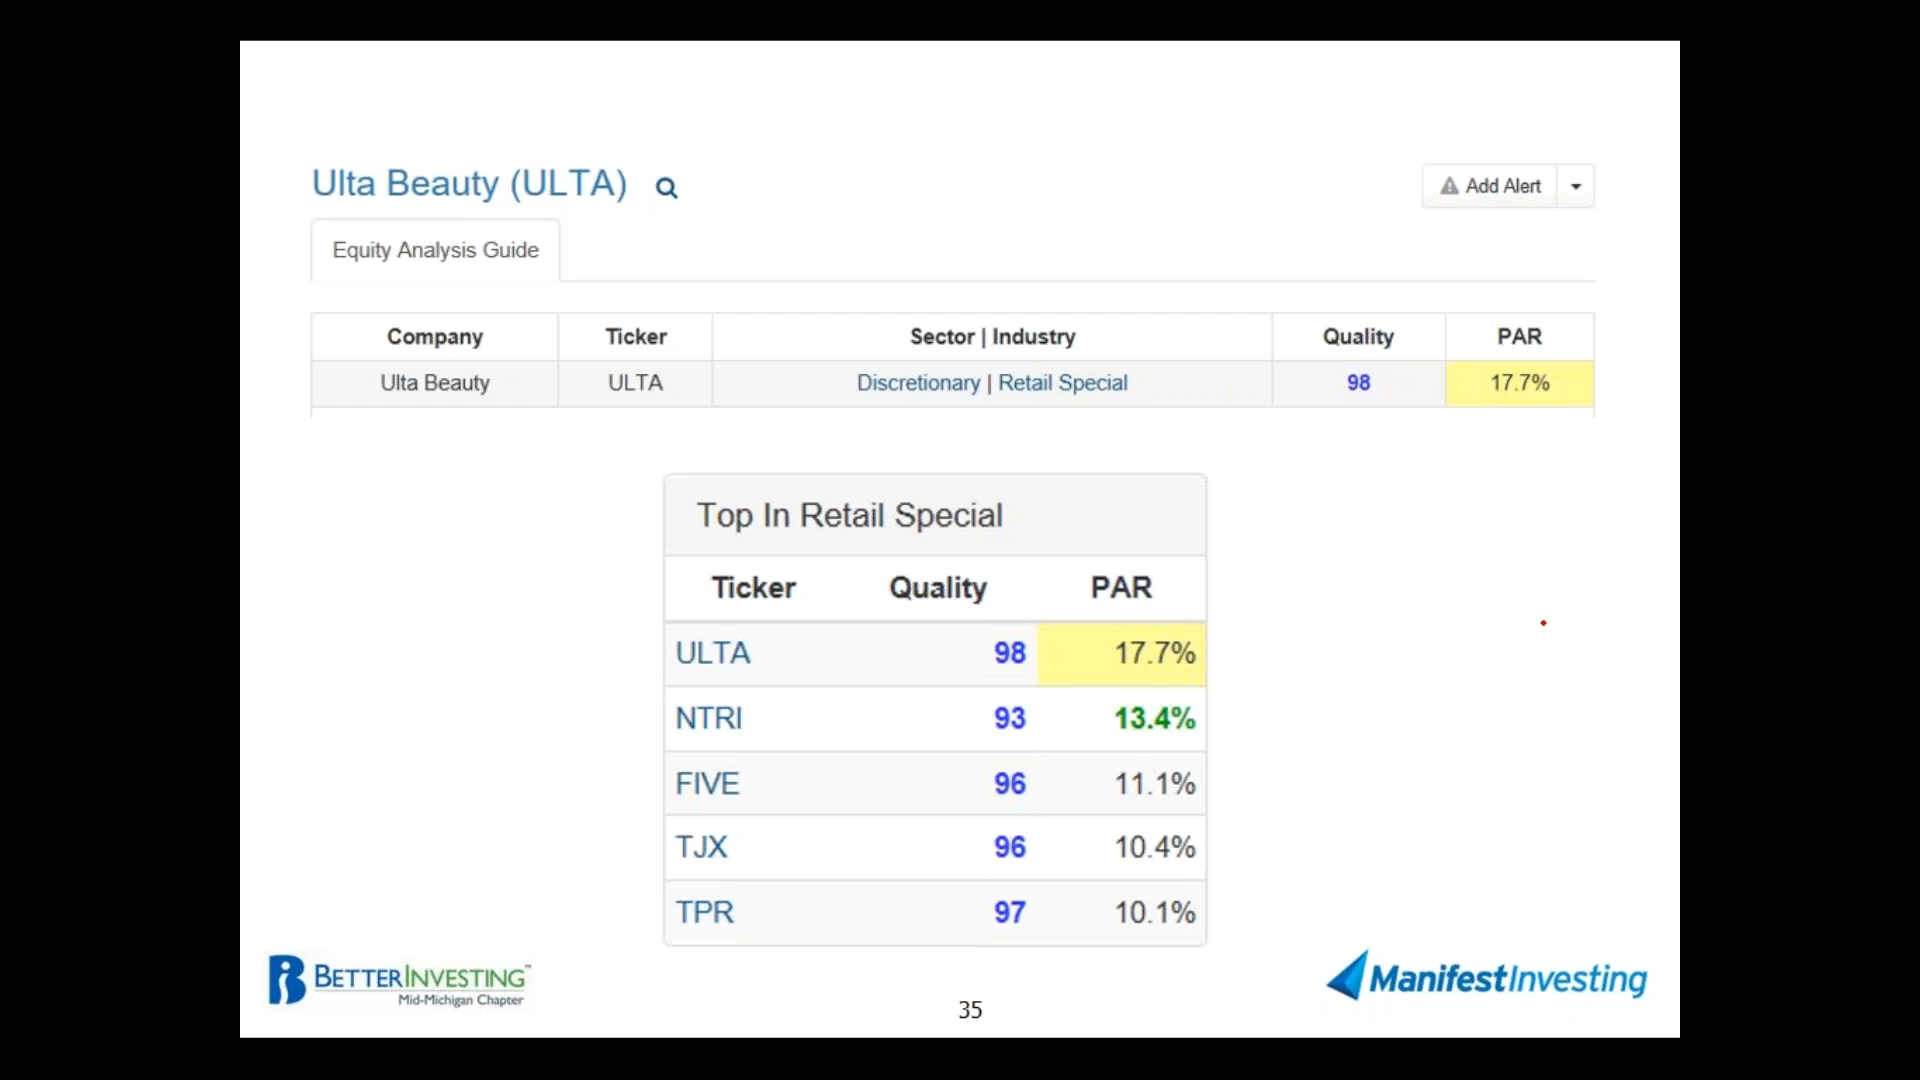 Ulta Beauty (ULTA)
Add Alert
Equity Analysis Guide
Company Ticker Sector | Industry Quality PAR
Ulta Beauty ULTA Discretionary | Retail Special 98 17.7%
Top In Retail Special
Ticker Quality PAR
ULTA 98 17.7%
NTRI 93 13.4%
FIVE 96 11.1%
TJX 96 10.4%
TPR 97 10.1%
BETTERINVESTING™
Mid-Michigan Chapter
ManifestInvesting
35